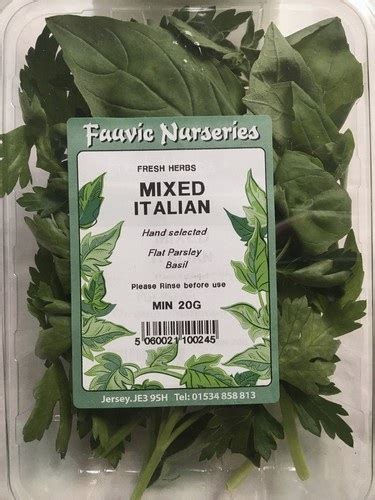 Fauvic Nurseries
FRESH HERBS
MIXED
ITALIAN
Hand selected
Flat Parsley
Basil
Please Rinse before use
MIN 20G
5 060021 100245
Jersey.JE3 9SH Tel: 01534 858 813